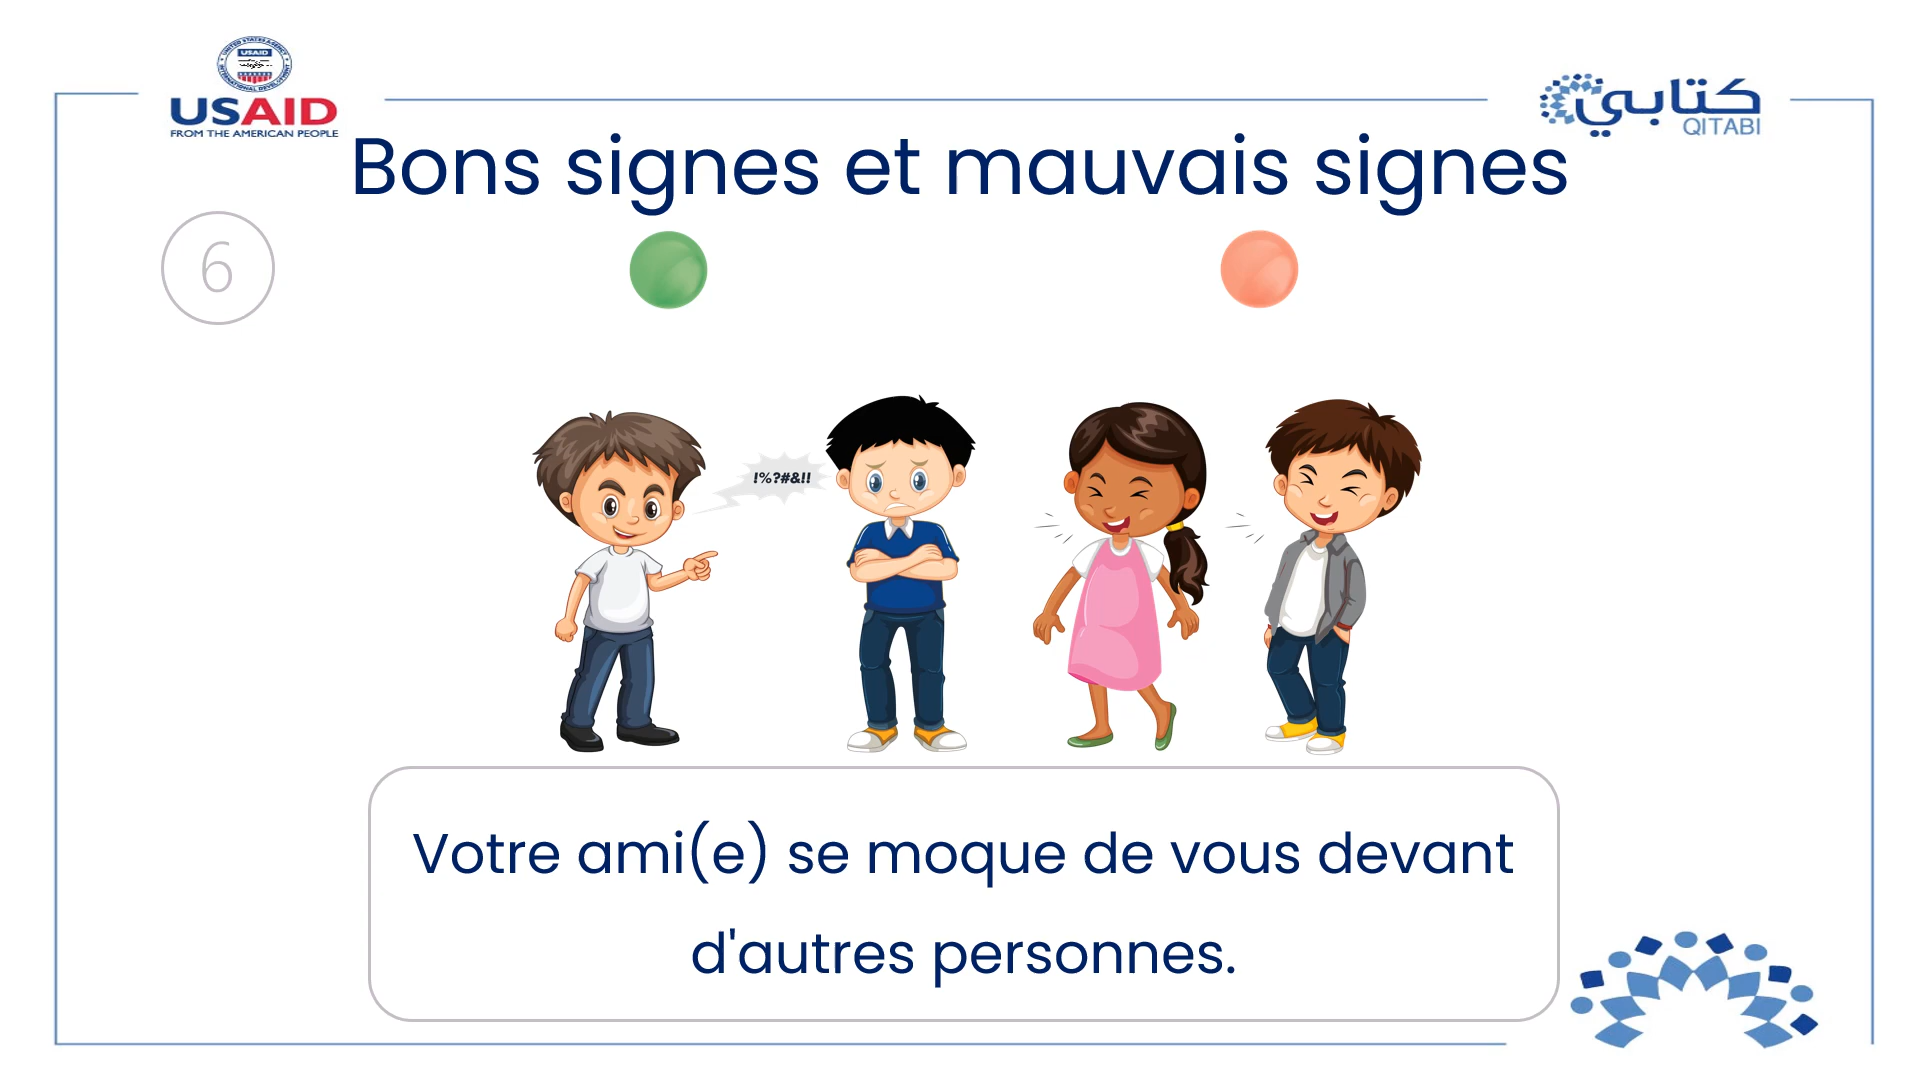 USAID
FROM THE AMERICAN PEOPLE
كتابي
QITABI
Bons signes et mauvais signes
6
!%?#&!!
Votre ami(e) se moque de vous devant
d'autres personnes.